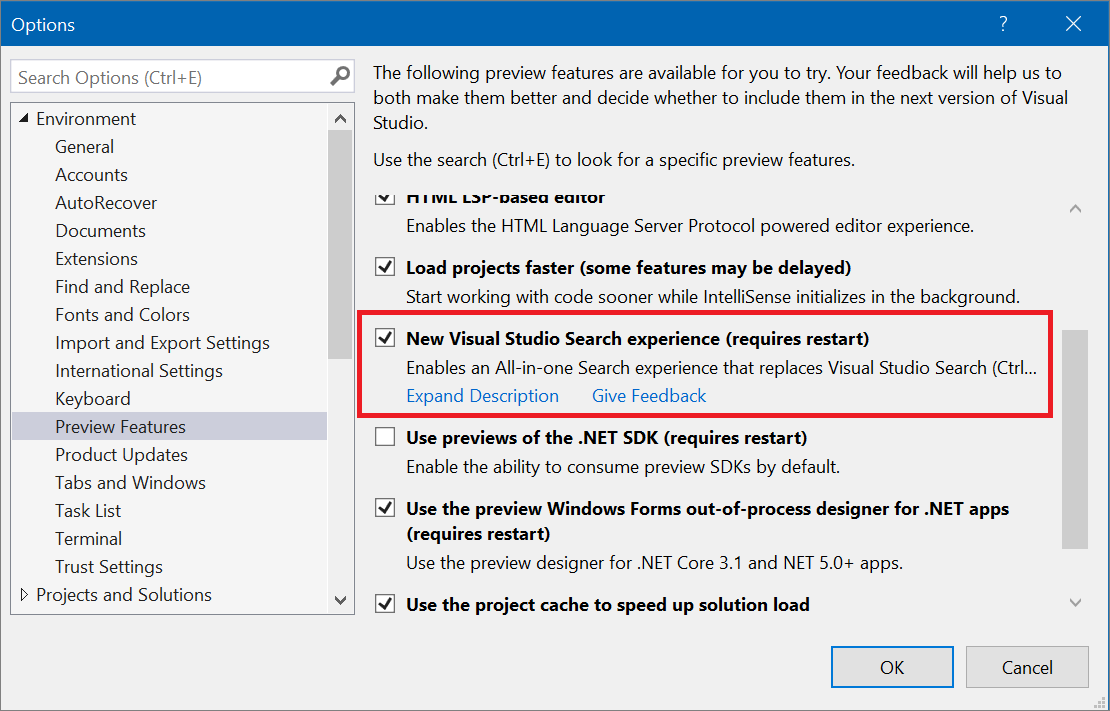 Options
?
Search Options (Ctrl+E)
Environment
General
Accounts
AutoRecover
Documents
Extensions
Find and Replace
Fonts and Colors
Import and Export Settings
International Settings
Keyboard
Preview Features
Product Updates
Tabs and Windows
Task List
Terminal
Trust Settings
Projects and Solutions
The following preview features are available for you to try. Your feedback will help us to
both make them better and decide whether to include them in the next version of Visual
Studio.
Use the search (Ctrl+E) to look for a specific preview features.
HTML LSP-based editor
Enables the HTML Language Server Protocol powered editor experience.
Load projects faster (some features may be delayed)
Start working with code sooner while IntelliSense initializes in the background.
New Visual Studio Search experience (requires restart)
Enables an All-in-one Search experience that replaces Visual Studio Search (Ctrl...
Expand Description Give Feedback
Use previews of the .NET SDK (requires restart)
Enable the ability to consume preview SDKs by default.
Use the preview Windows Forms out-of-process designer for .NET apps
(requires restart)
Use the preview designer for .NET Core 3.1 and NET 5.0+ apps.
Use the project cache to speed up solution load
OK Cancel